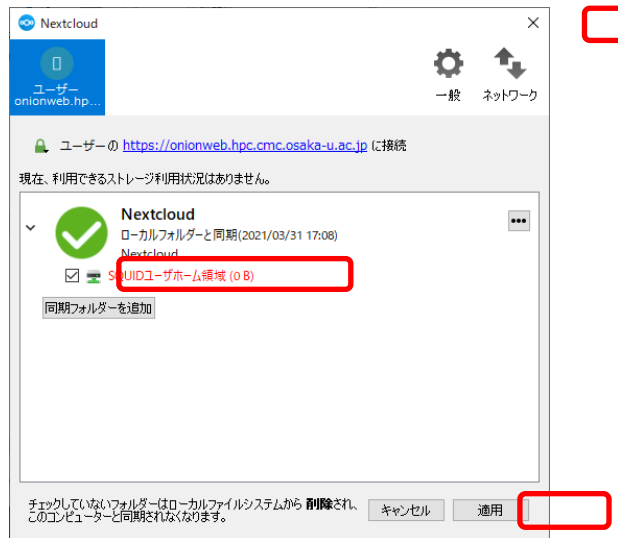 Nextcloud
ユーザー
onionweb.hp...
一般
ネットワーク
ユーザーの https://onionweb.hpc.cmc.osaka-u.ac.jp に接続
現在、利用できるストレージ利用状況はありません。
Nextcloud
ローカルフォルダーと同期(2021/03/31 17:08)
Nextcloud
SQUIDユーザホーム領域 (0 B)
同期フォルダーを追加
チェックしていないフォルダーはローカルファイルシステムから 削除され、
このコンピューターと同期されなくなります。
キャンセル
適用